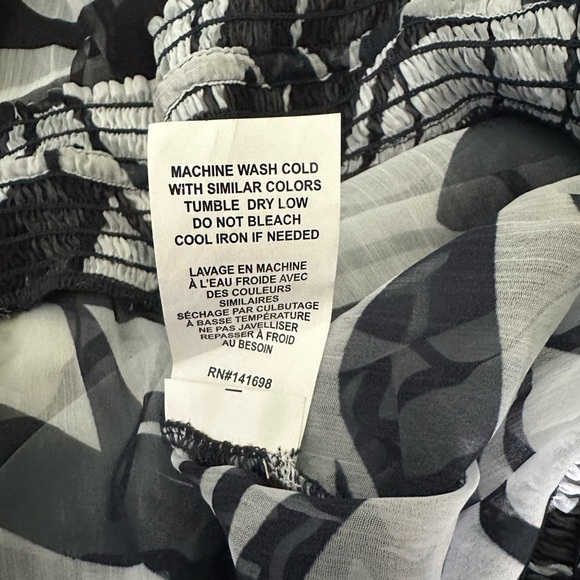 MACHINE WASH COLD
WITH SIMILAR COLORS
TUMBLE DRY LOW
DO NOT BLEACH
COOL IRON IF NEEDED
LAVAGE EN MACHINE
À L'EAU FROIDE AVEC
DES COULEURS
SIMILAIRES
SÉCHAGE PAR CULBUTAGE
À BASSE TEMPÉRATURE
NE PAS JAVELLISER
REPASSER À FROID
AU BESOIN
RN#141698